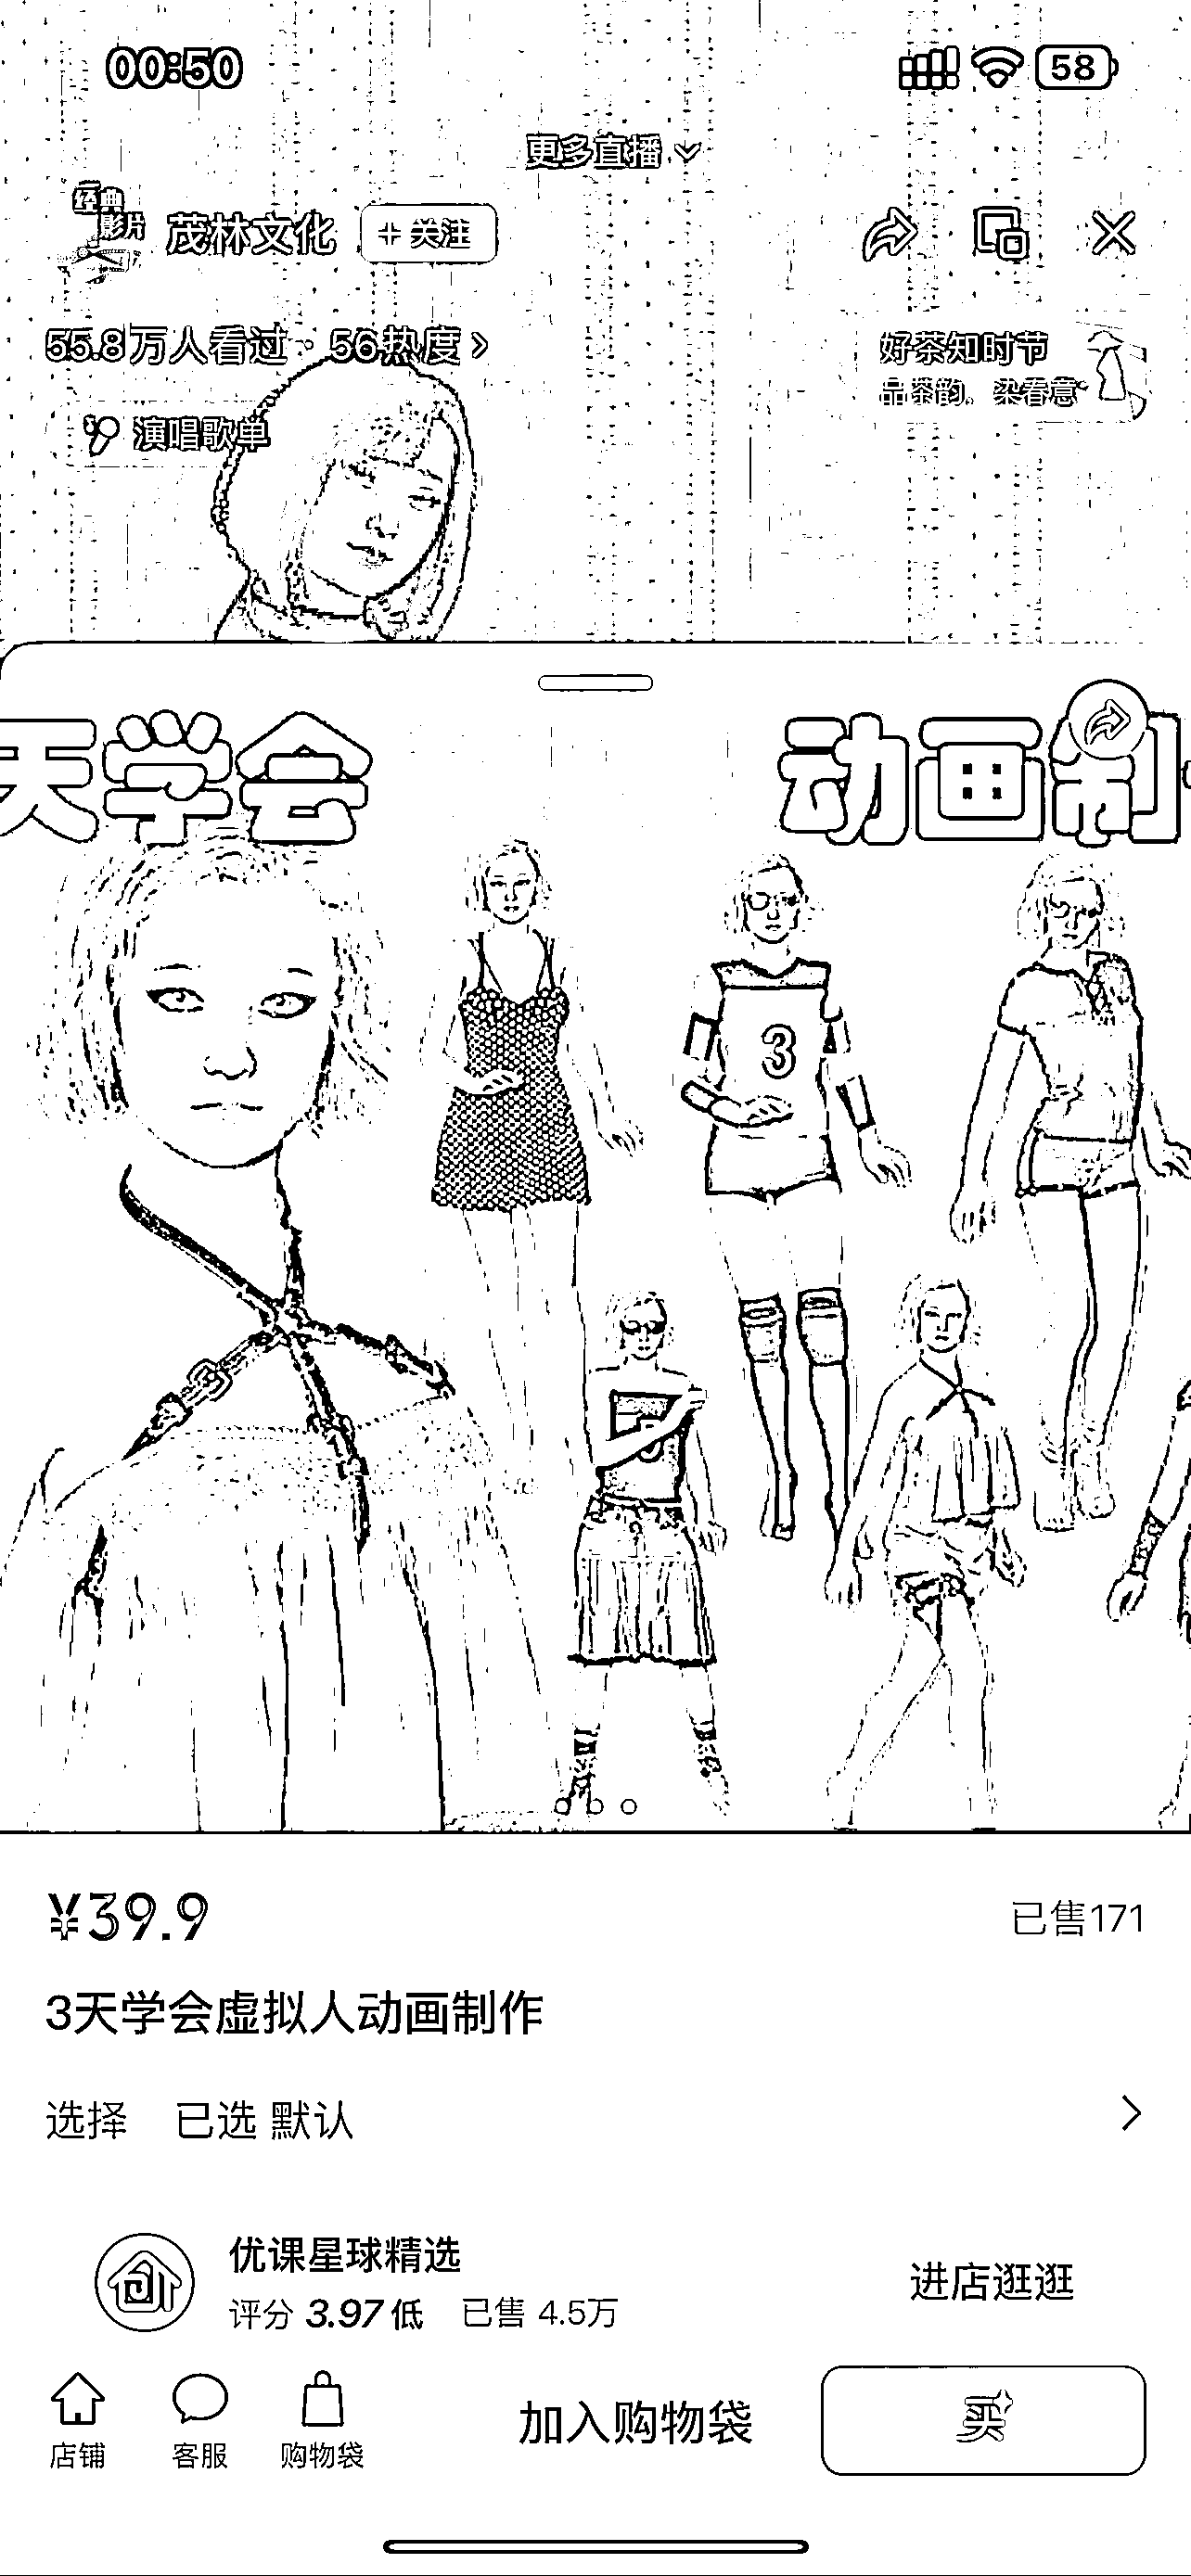 00:50
58
更多直播
经典
影片
茂林文化
+ 关注
55.8万人看过 · 56热度
好茶知时节
品茶韵，染春意
演唱歌单
天学会
动画制
3
¥39.9
已售171
3天学会虚拟人动画制作
选择 已选 默认
优课星球精选
进店逛逛
评分 3.97 低 已售 4.5万
店铺
客服
购物袋
加入购物袋
买